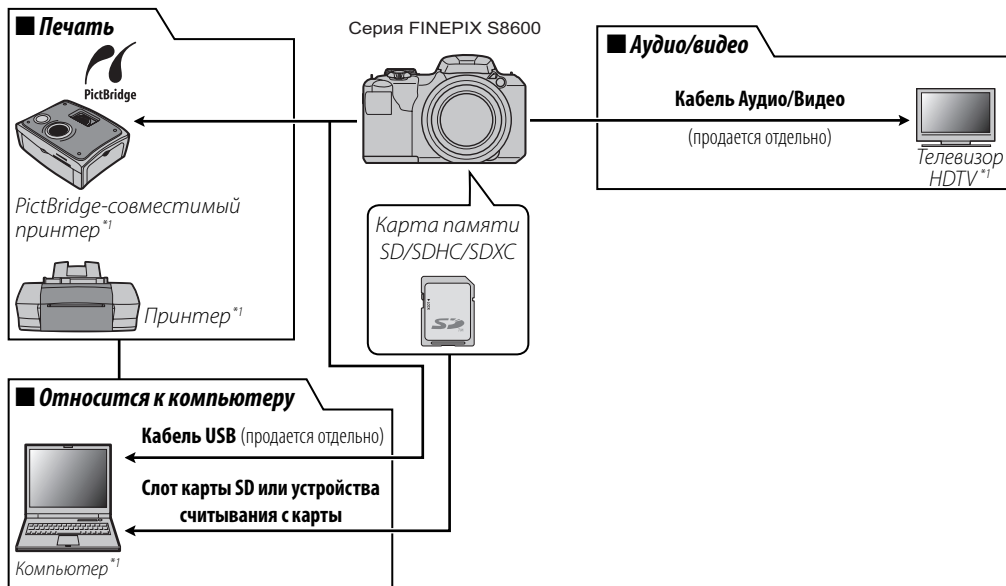 ■ Печать
PictBridge
PictBridge-совместимый
принтер*1
Принтер*1
Серия FINEPIX S8600
Карта памяти
SD/SDHC/SDXC
■ Аудио/видео
Кабель Аудио/Видео
(продается отдельно)
Телевизор
HDTV*1
■ Относится к компьютеру
Кабель USB (продается отдельно)
Слот карты SD или устройства
считывания с карты
Компьютер*1